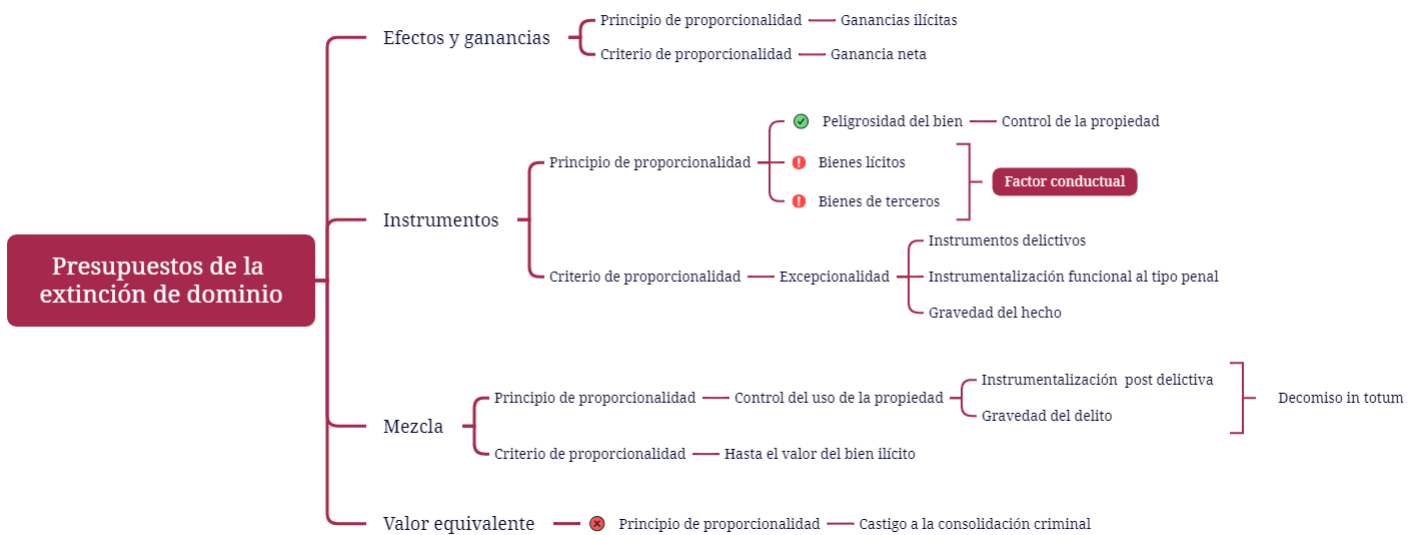 Presupuestos de la
extinción de dominio
Efectos y ganancias
Principio de proporcionalidad
Ganancias ilícitas
Criterio de proporcionalidad
Ganancia neta
Instrumentos
Principio de proporcionalidad
Peligrosidad del bien
Control de la propiedad
Bienes lícitos
Bienes de terceros
Factor conductual
Criterio de proporcionalidad
Excepcionalidad
Instrumentos delictivos
Instrumentalización funcional al tipo penal
Gravedad del hecho
Mezcla
Principio de proporcionalidad
Control del uso de la propiedad
Instrumentalización post delictiva
Gravedad del delito
Decomiso in totum
Criterio de proporcionalidad
Hasta el valor del bien ilícito
Valor equivalente
Principio de proporcionalidad
Castigo a la consolidación criminal